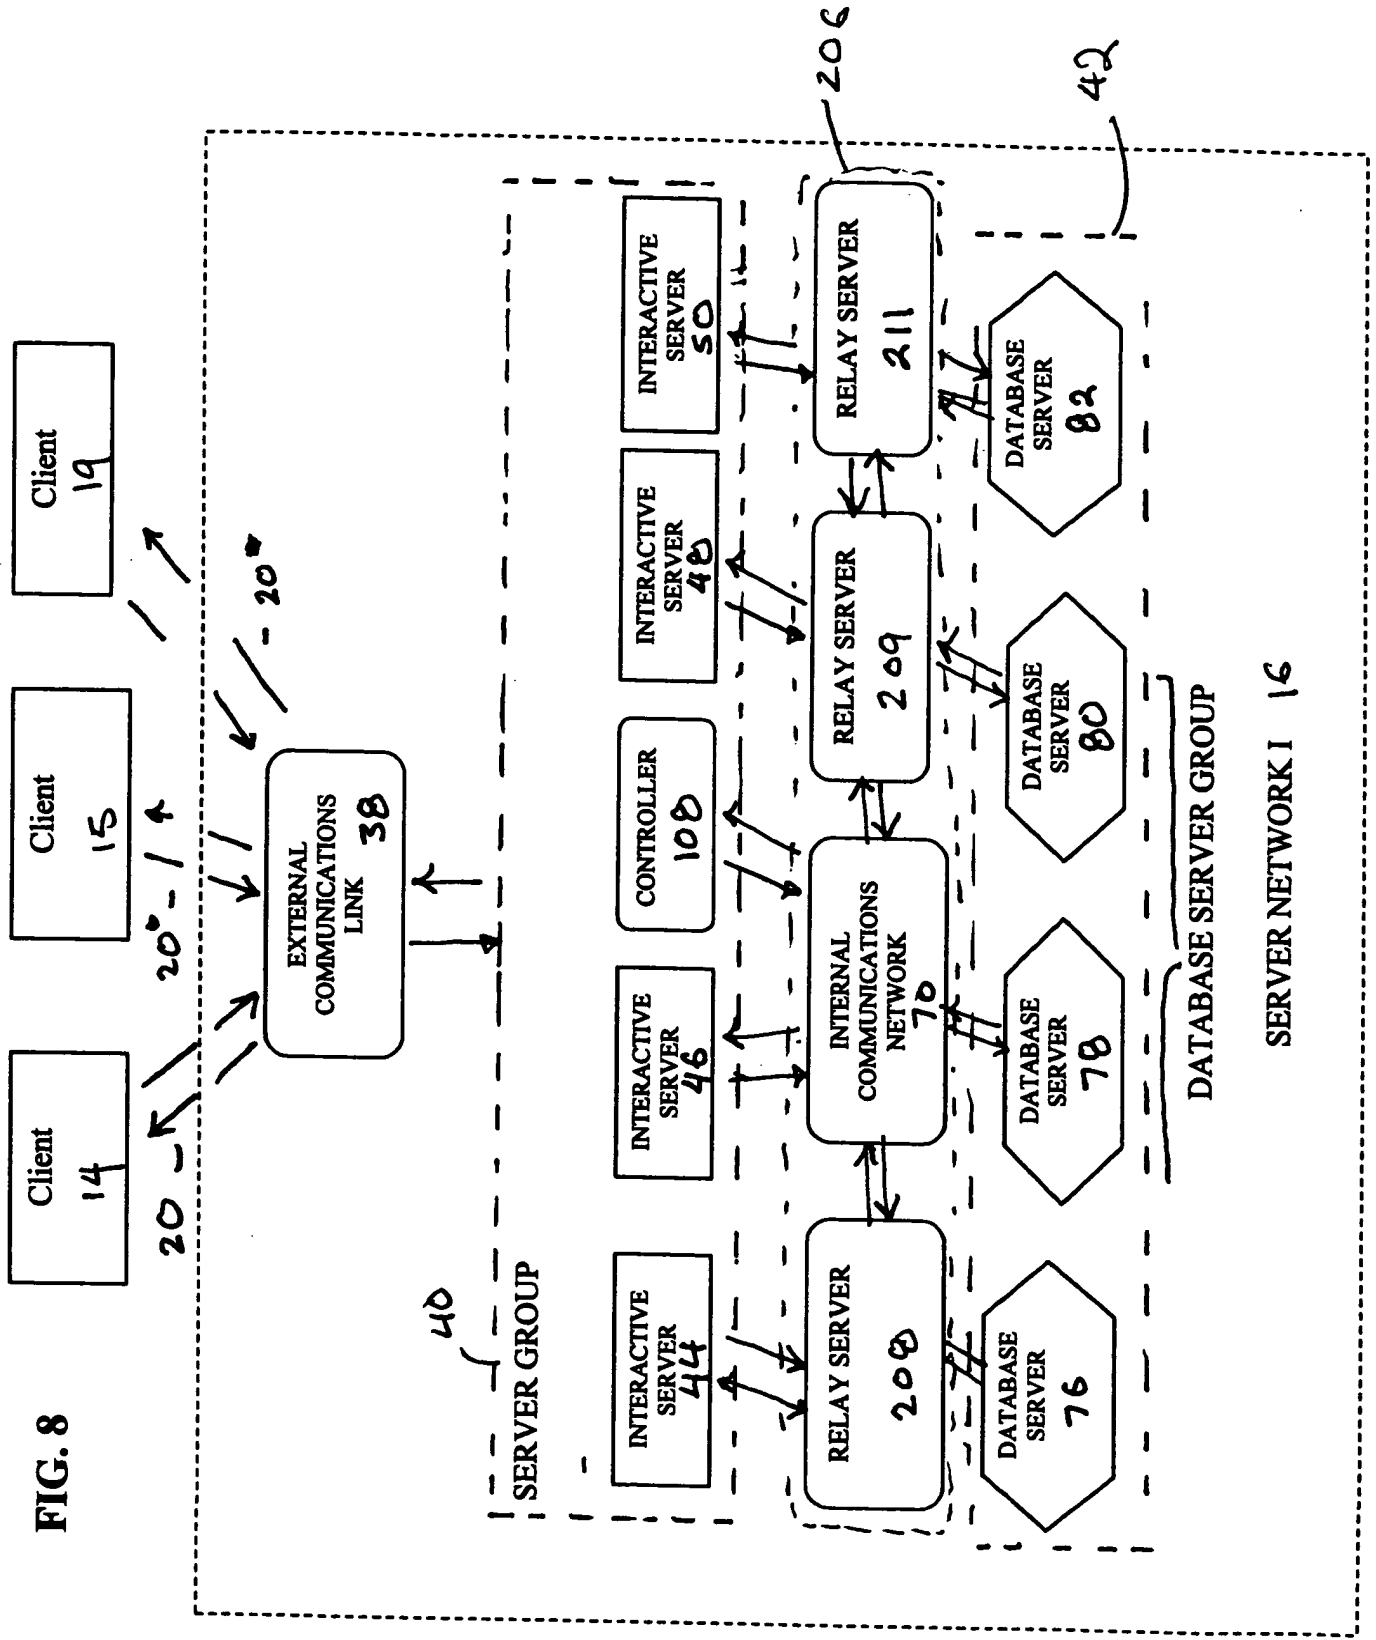 FIG. 8
Client
14
Client
15
Client
19
20
20'
20"
EXTERNAL
COMMUNICATIONS
LINK
38
40
SERVER GROUP
INTERACTIVE
SERVER
44
INTERACTIVE
SERVER
46
CONTROLLER
108
INTERACTIVE
SERVER
48
INTERACTIVE
SERVER
50
RELAY SERVER
208
INTERNAL
COMMUNICATIONS
NETWORK
70
RELAY SERVER
209
RELAY SERVER
211
206
DATABASE
SERVER
76
DATABASE
SERVER
78
DATABASE
SERVER
80
DATABASE
SERVER
82
42
DATABASE SERVER GROUP
SERVER NETWORK I 16